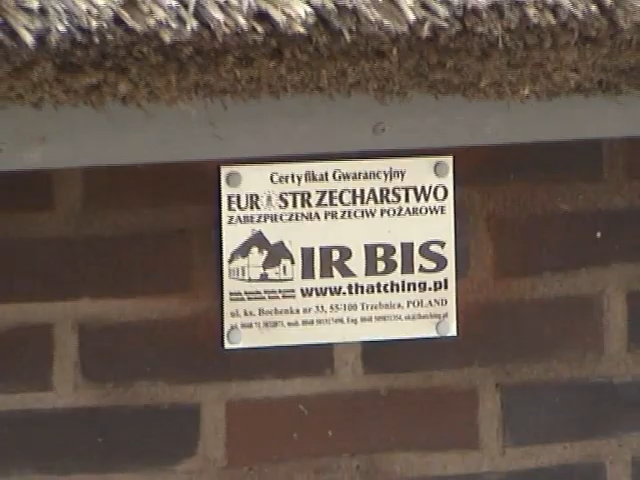 Certyfikat Gwarancyjny
EUROSTRZECHARSTWO
ZABEZPIECZENIA PRZECIW POŻAROWE
IRBIS
www.thatching.pl
ul. ks. Bochenka nr 33, 55-100 Trzebnica, POLAND